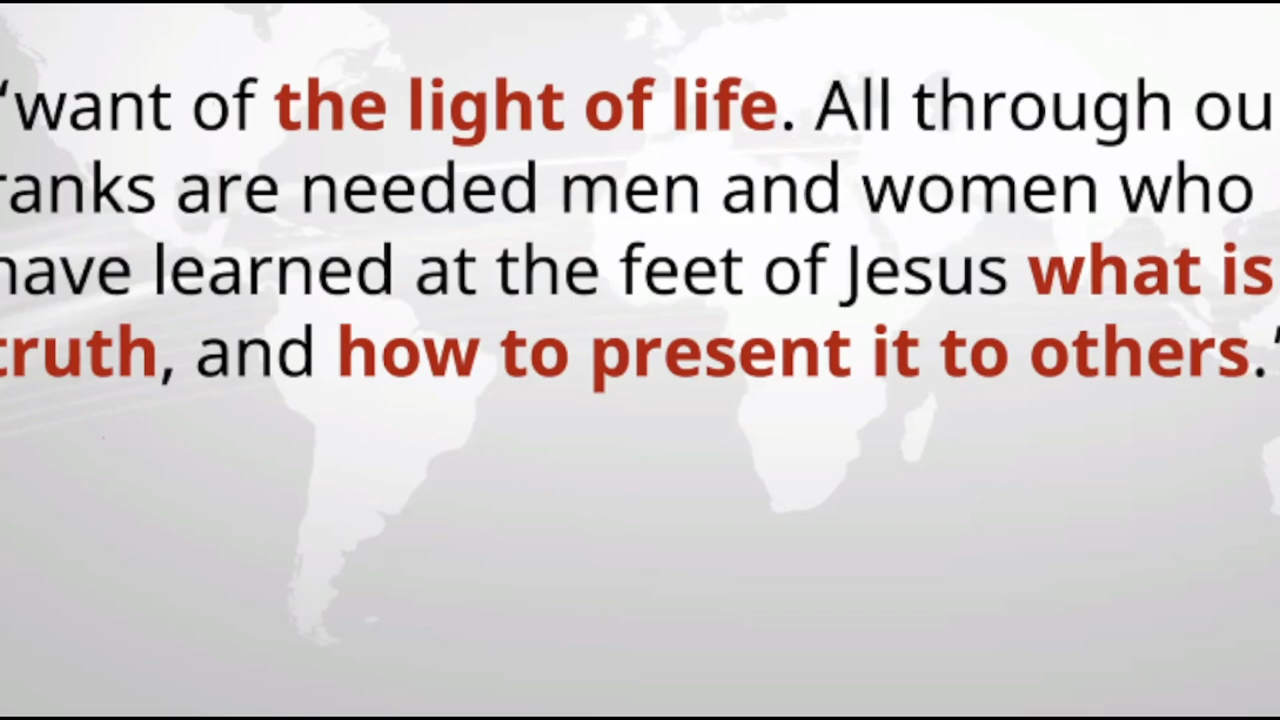 “want of the light of life. All through ou
ranks are needed men and women who
have learned at the feet of Jesus what is
truth, and how to present it to others.”